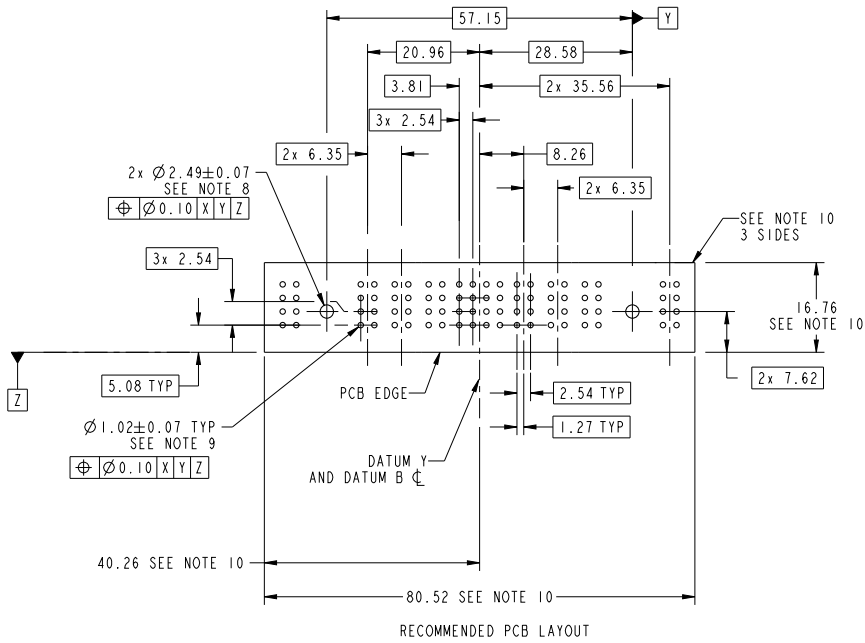 57.15
Y
20.96
28.58
3.81
2x 35.56
3x 2.54
2x 6.35
8.26
2x Ø2.49±0.07
SEE NOTE 8
⌖ Ø0.10 X Y Z
2x 6.35
SEE NOTE 10
3 SIDES
3x 2.54
16.76
SEE NOTE 10
5.08 TYP
2x 7.62
Z
PCB EDGE
2.54 TYP
Ø1.02±0.07 TYP
SEE NOTE 9
1.27 TYP
⌖ Ø0.10 X Y Z
DATUM Y
AND DATUM B ℄
40.26 SEE NOTE 10
80.52 SEE NOTE 10
RECOMMENDED PCB LAYOUT